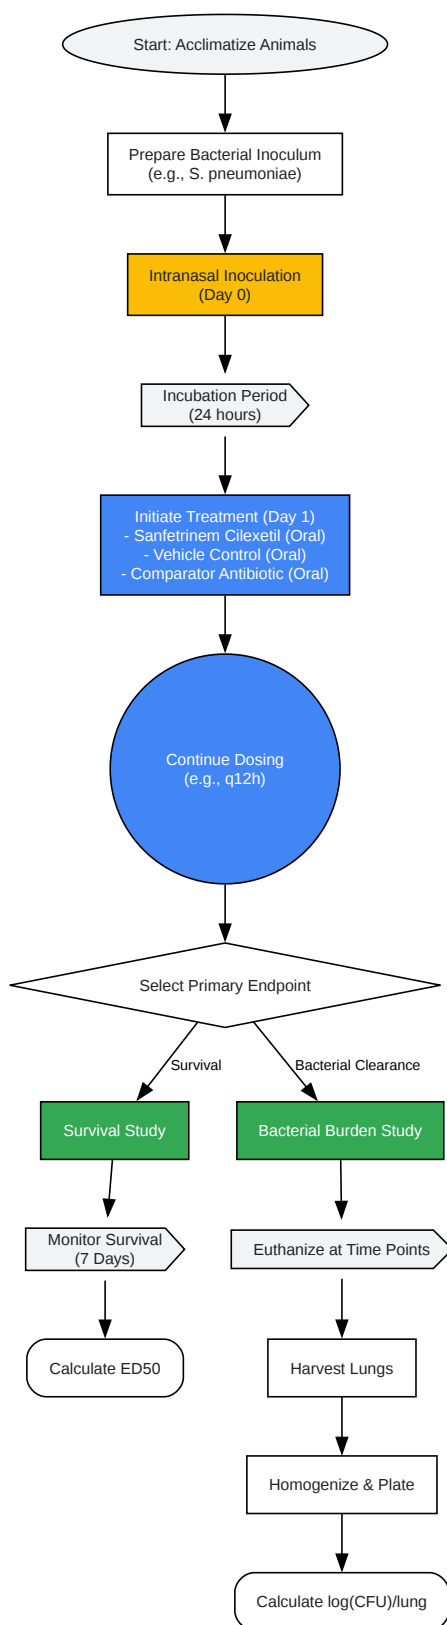 Start: Acclimatize Animals
Prepare Bacterial Inoculum
(e.g., S. pneumoniae)
Intranasal Inoculation
(Day 0)
Incubation Period
(24 hours)
Initiate Treatment (Day 1)
- Sanfetrinem Cilexetil (Oral)
- Vehicle Control (Oral)
- Comparator Antibiotic (Oral)
Continue Dosing
(e.g., q12h)
Select Primary Endpoint
Survival
Bacterial Clearance
Survival Study
Bacterial Burden Study
Monitor Survival
(7 Days)
Euthanize at Time Points
Calculate ED50
Harvest Lungs
Homogenize & Plate
Calculate log(CFU)/lung